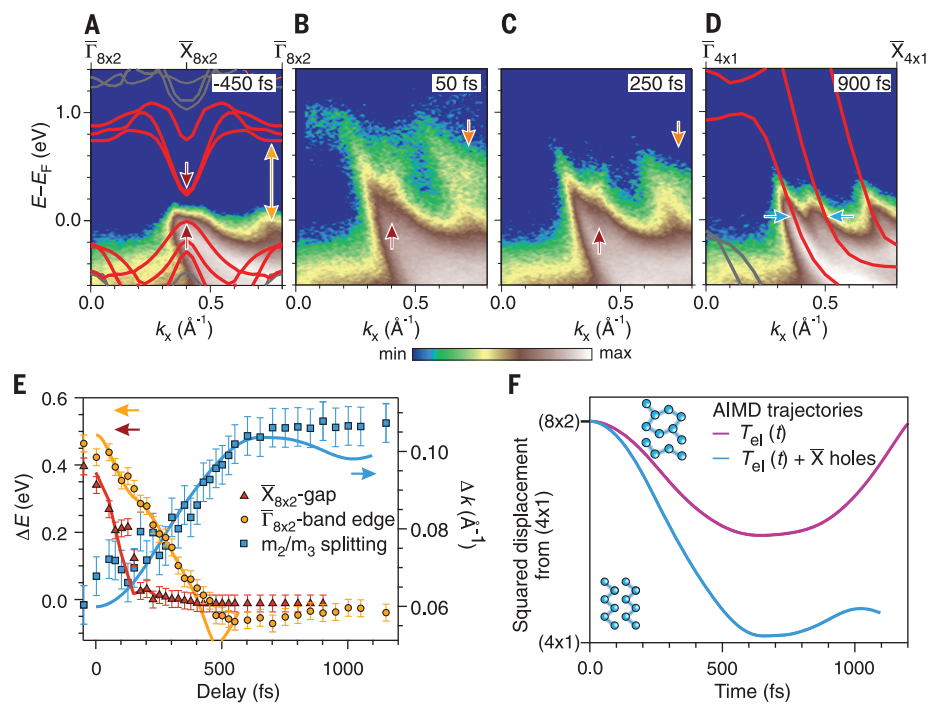 A
B
C
D
Γ̅8x2
X̅8x2
Γ̅8x2
Γ̅4x1
X̅4x1
-450 fs
50 fs
250 fs
900 fs
E–EF (eV)
1.0
0.0
0.0
0.5
kx (Å-1)
0.0
0.5
kx (Å-1)
0.5
kx (Å-1)
0.0
0.5
kx (Å-1)
min
max
E
ΔE (eV)
0.6
0.4
0.2
0.0
X̅8x2-gap
Γ̅8x2-band edge
m2/m3 splitting
0.10
0.08
0.06
Δk (Å-1)
0
200
400
600
800
1000
Delay (fs)
F
Squared displacement
from (4x1)
(8x2)
(4x1)
AIMD trajectories
Tel (t)
Tel (t) + X̅ holes
0.0
500
1000
Time (fs)